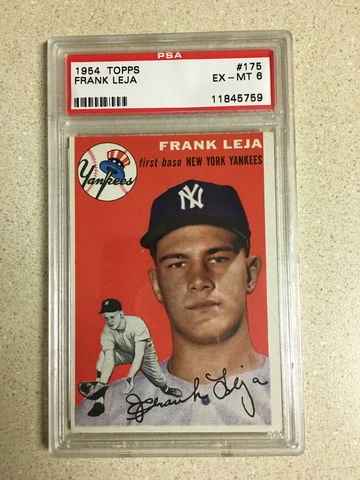 PSA
1954 TOPPS #175
FRANK LEJA EX - MT 6
11845759
FRANK LEJA
first base NEW YORK YANKEES
Yankees
NY
Frank Leja